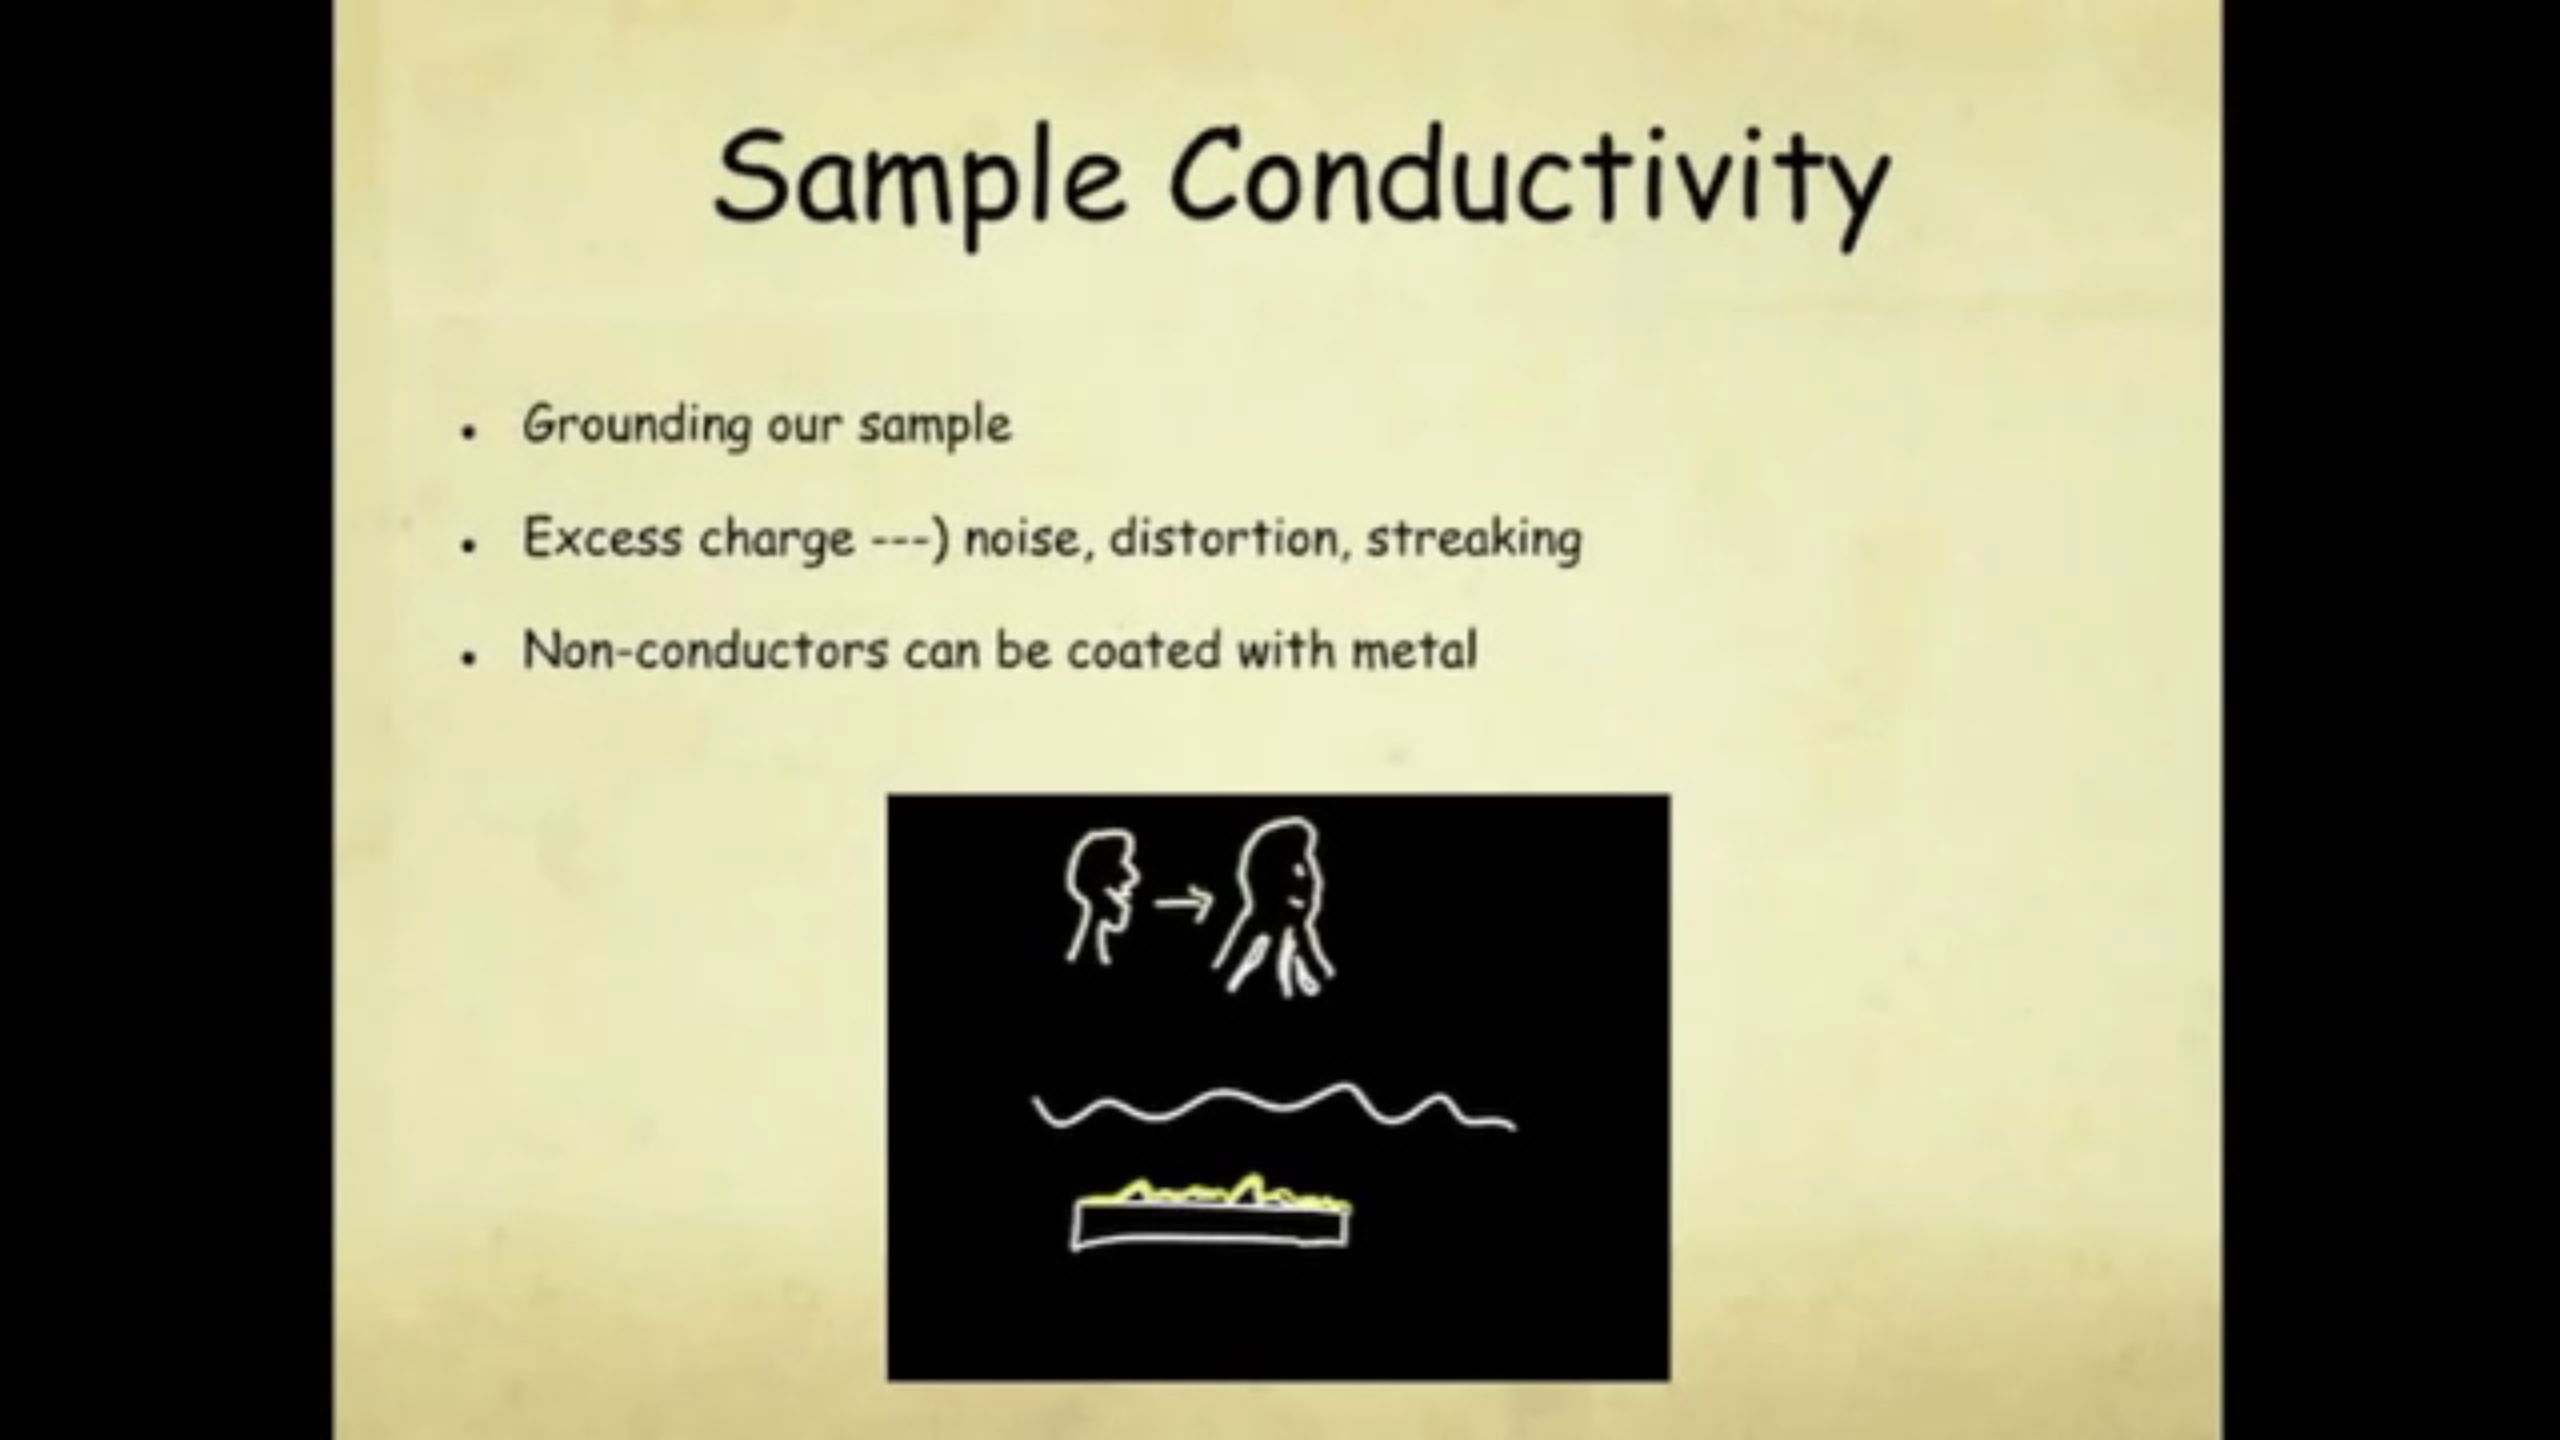 Sample Conductivity
• Grounding our sample
• Excess charge ---) noise, distortion, streaking
• Non-conductors can be coated with metal